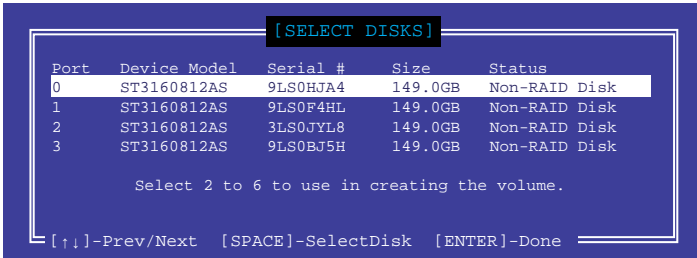 [SELECT DISKS]
Port Device Model Serial # Size Status
0 ST3160812AS 9LS0HJA4 149.0GB Non-RAID Disk
1 ST3160812AS 9LS0F4HL 149.0GB Non-RAID Disk
2 ST3160812AS 3LS0JYL8 149.0GB Non-RAID Disk
3 ST3160812AS 9LS0BJ5H 149.0GB Non-RAID Disk
Select 2 to 6 to use in creating the volume.
[↑↓]-Prev/Next [SPACE]-SelectDisk [ENTER]-Done